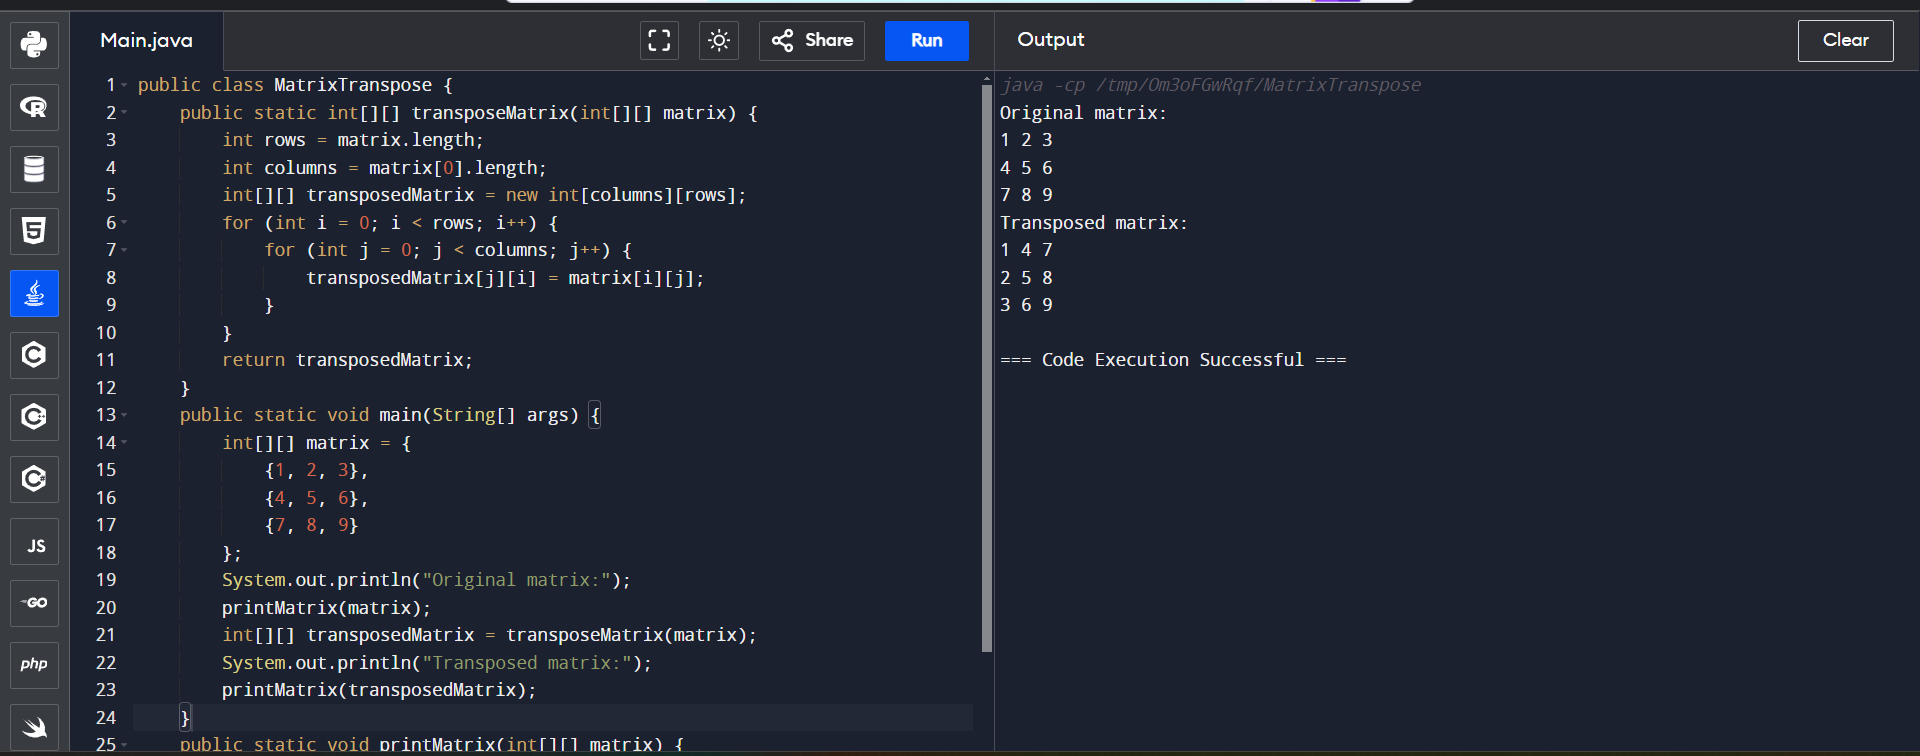 Main.java
Share
Run
Output
Clear
1 public class MatrixTranspose {
2 public static int[][] transposeMatrix(int[][] matrix) {
3 int rows = matrix.length;
4 int columns = matrix[0].length;
5 int[][] transposedMatrix = new int[columns][rows];
6 for (int i = 0; i < rows; i++) {
7 for (int j = 0; j < columns; j++) {
8 transposedMatrix[j][i] = matrix[i][j];
9 }
10 }
11 return transposedMatrix;
12 }
13 public static void main(String[] args) {
14 int[][] matrix = {
15 {1, 2, 3},
16 {4, 5, 6},
17 {7, 8, 9}
18 };
19 System.out.println("Original matrix:");
20 printMatrix(matrix);
21 int[][] transposedMatrix = transposeMatrix(matrix);
22 System.out.println("Transposed matrix:");
23 printMatrix(transposedMatrix);
24 }
25 public static void printMatrix(int[][] matrix) {
java -cp /tmp/Om3oFGwRqf/MatrixTranspose
Original matrix:
1 2 3
4 5 6
7 8 9
Transposed matrix:
1 4 7
2 5 8
3 6 9
=== Code Execution Successful ===
R
5
C
C++
C#
JS
GO
php